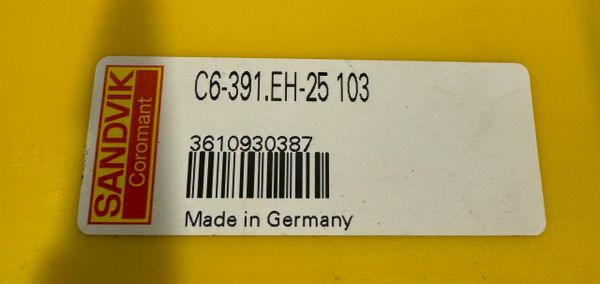 SANDVIK
Coromant
C6-391.EH-25 103
3610930387
Made in Germany